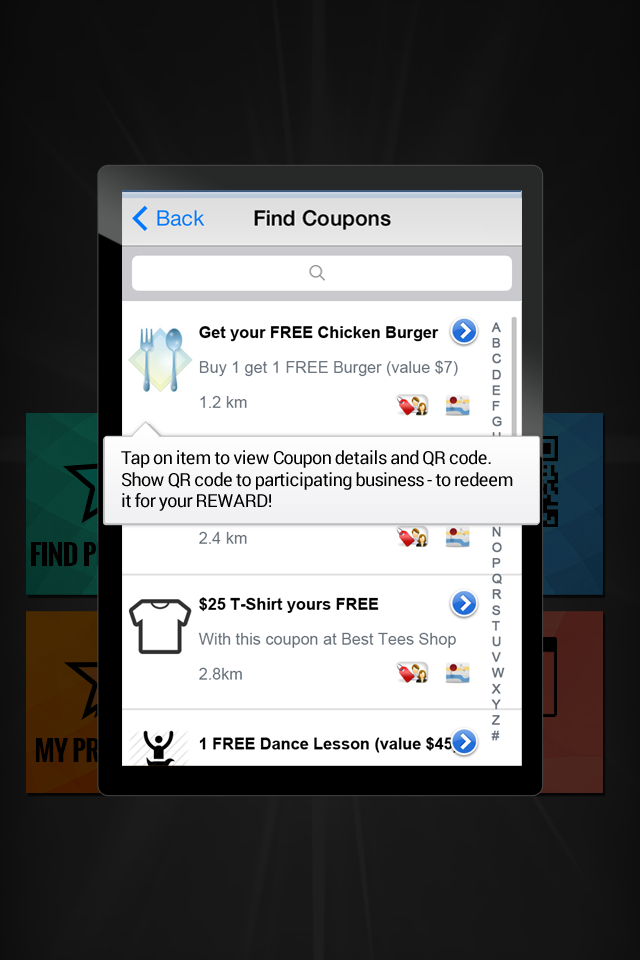 Back
Find Coupons
Get your FREE Chicken Burger
Buy 1 get 1 FREE Burger (value $7)
1.2 km
Tap on item to view Coupon details and QR code.
Show QR code to participating business - to redeem
it for your REWARD!
2.4 km
$25 T-Shirt yours FREE
With this coupon at Best Tees Shop
2.8km
1 FREE Dance Lesson (value $45
A
B
C
D
E
F
G
N
O
P
Q
R
S
T
U
V
W
X
Y
Z
#
FIND P
MY PR